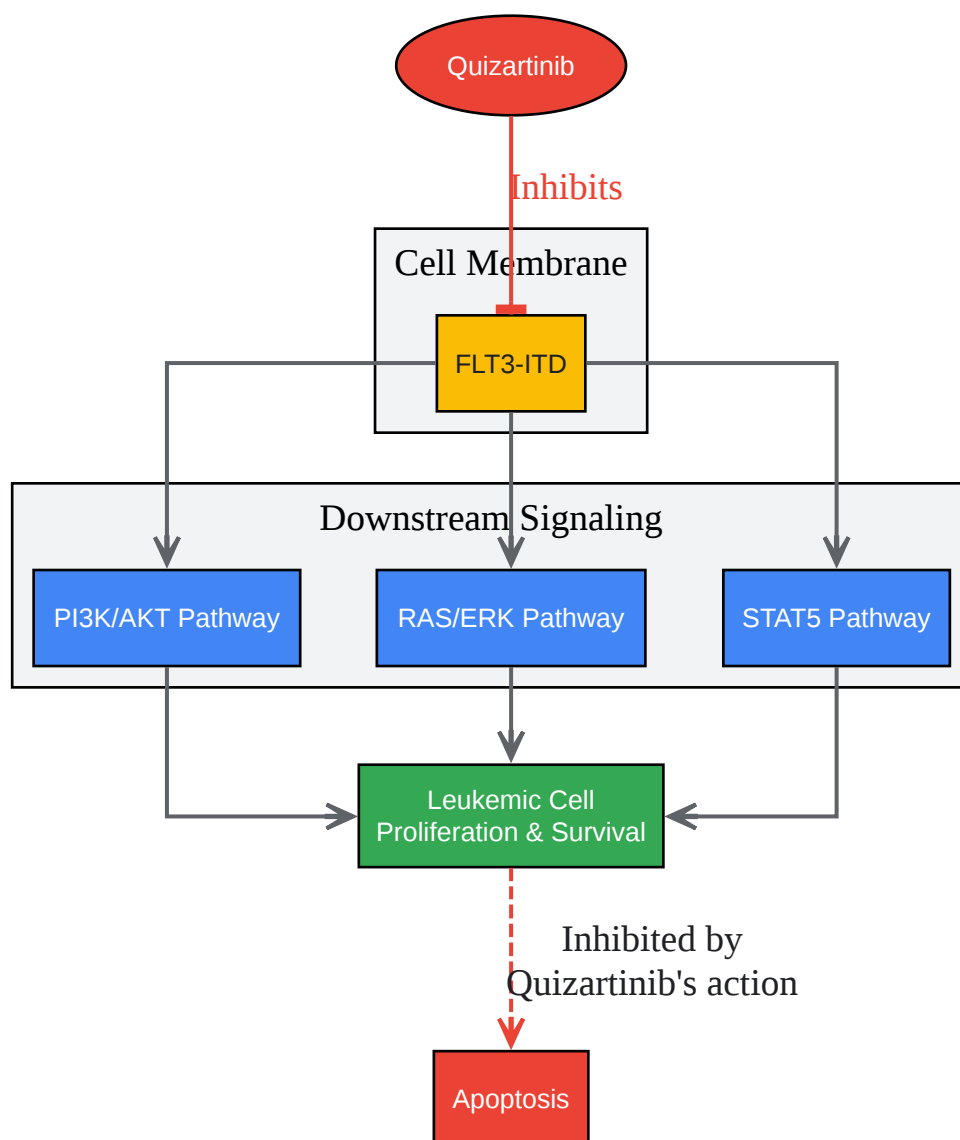 Quizartinib
Inhibits
Cell Membrane
FLT3-ITD
Downstream Signaling
PI3K/AKT Pathway
RAS/ERK Pathway
STAT5 Pathway
Leukemic Cell
Proliferation & Survival
Inhibited by
Quizartinib's action
Apoptosis